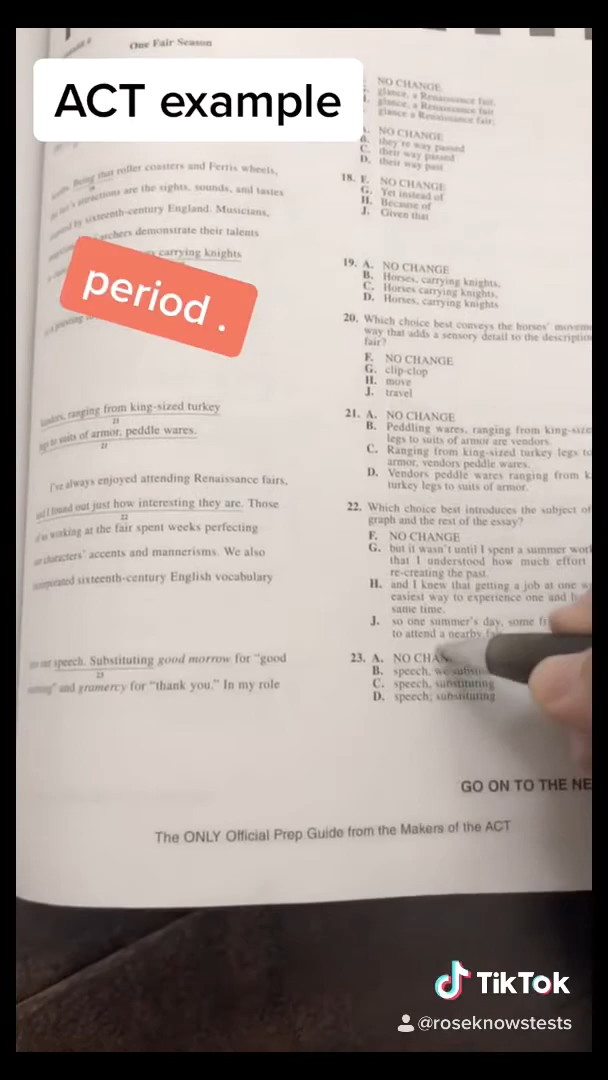 One Fair Season
ACT example
period .
Being that roller coasters and Ferris wheels,
attractions are the sights, sounds, and tastes
by sixteenth-century England. Musicians,
archers demonstrate their talents
carrying knights
ranging from king-sized turkey
21
to suits of armor, peddle wares.
21
I've always enjoyed attending Renaissance fairs,
found out just how interesting they are. Those
22
working at the fair spent weeks perfecting
characters' accents and mannerisms. We also
sixteenth-century English vocabulary
speech. Substituting good morrow for "good
23
and gramercy for "thank you." In my role
NO CHANGE
glance, a Renaissance fair,
glance, a Renaissance fair
glance a Renaissance fair;
NO CHANGE
B. they're way passed
C. their way passed
D. their way past
18. F. NO CHANGE
G. Yet instead of
H. Because of
J. Given that
19. A. NO CHANGE
B. Horses, carrying knights,
C. Horses carrying knights,
D. Horses, carrying knights
20. Which choice best conveys the horses'
way that adds a sensory detail to the
fair?
F. NO CHANGE
G. clip-clop
H. move
J. travel
21. A. NO CHANGE
B. Peddling wares, ranging from
legs to suits of armor are vendors.
C. Ranging from king-sized turkey legs
armor, vendors peddle wares.
D. Vendors peddle wares ranging from
turkey legs to suits of armor.
22. Which choice best introduces the subject of
graph and the rest of the essay?
F. NO CHANGE
G. but it wasn't until I spent a summer
that I understood how much effort
re-creating the past.
H. and I knew that getting a job at one
easiest way to experience one and
same time.
J. so one summer's day, some
to attend a nearby
23. A. NO
B. speech, we
C. speech, substituting
D. speech; substituting
GO ON TO THE
The ONLY Official Prep Guide from the Makers of the ACT
TikTok
@roseknowstests